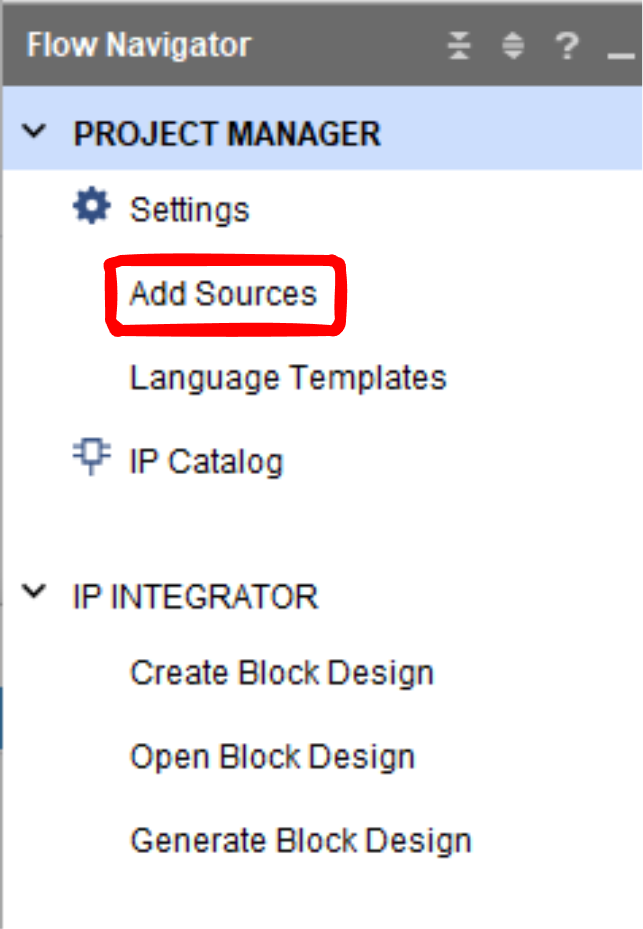 Flow Navigator ?
PROJECT MANAGER
Settings
Add Sources
Language Templates
IP Catalog
IP INTEGRATOR
Create Block Design
Open Block Design
Generate Block Design